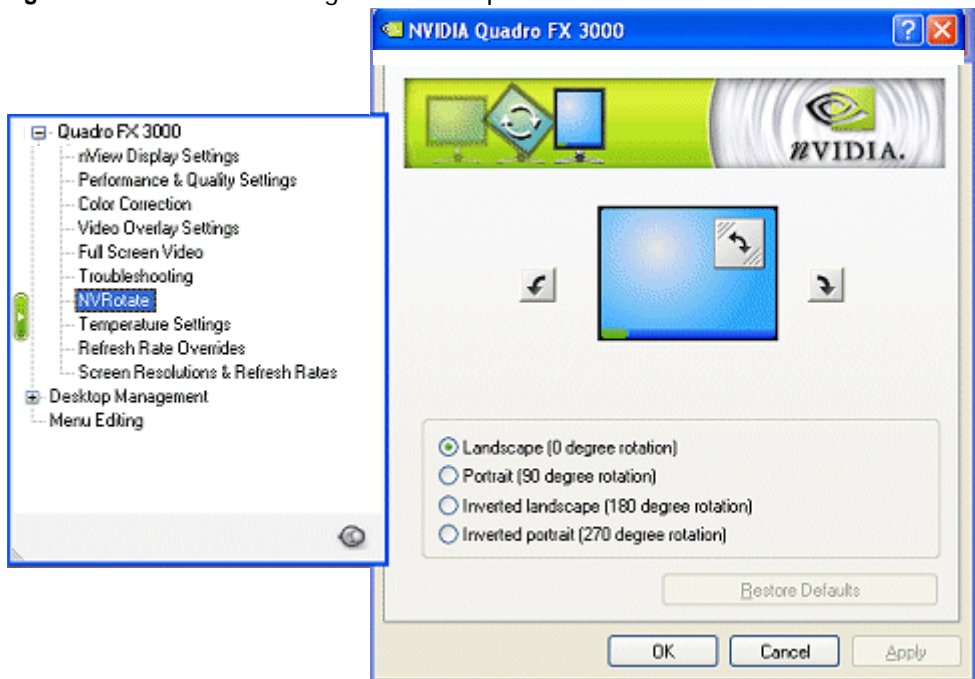 NVIDIA Quadro FX 3000
NVIDIA.
Quadro FX 3000
nView Display Settings
Performance & Quality Settings
Color Correction
Video Overlay Settings
Full Screen Video
Troubleshooting
NVRotate
Temperature Settings
Refresh Rate Overrides
Screen Resolutions & Refresh Rates
Desktop Management
Menu Editing
Landscape (0 degree rotation)
Portrait (90 degree rotation)
Inverted landscape (180 degree rotation)
Inverted portrait (270 degree rotation)
Restore Defaults
OK Cancel Apply